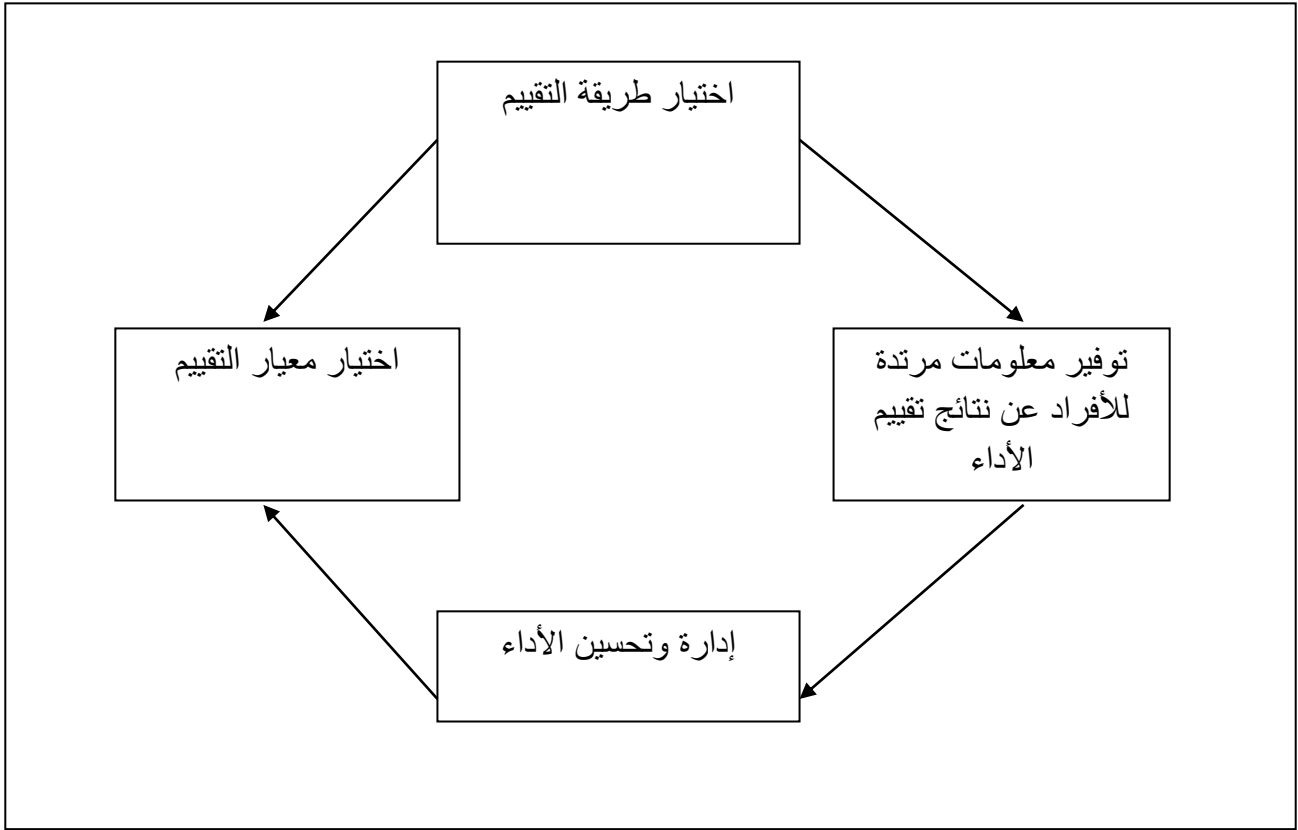 اختيار طريقة التقييم
توفير معلومات مرتدة
للأفراد عن نتائج تقييم
الأداء
اختيار معيار التقييم
إدارة وتحسين الأداء